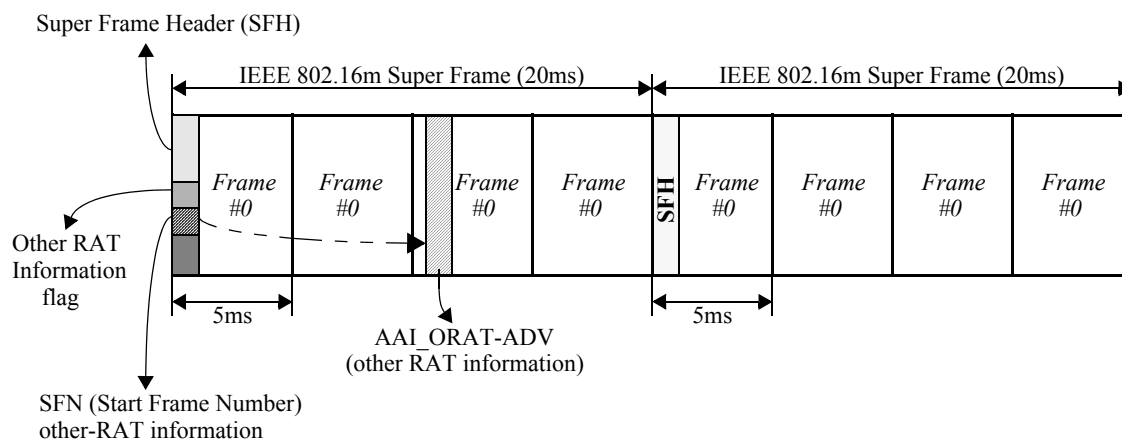 Super Frame Header (SFH)
IEEE 802.16m Super Frame (20ms)
IEEE 802.16m Super Frame (20ms)
Frame
#0
Frame
#0
Frame
#0
Frame
#0
SFH
Frame
#0
Frame
#0
Frame
#0
Frame
#0
Other RAT
Information
flag
5ms
5ms
AAI_ORAT-ADV
(other RAT information)
SFN (Start Frame Number)
other-RAT information